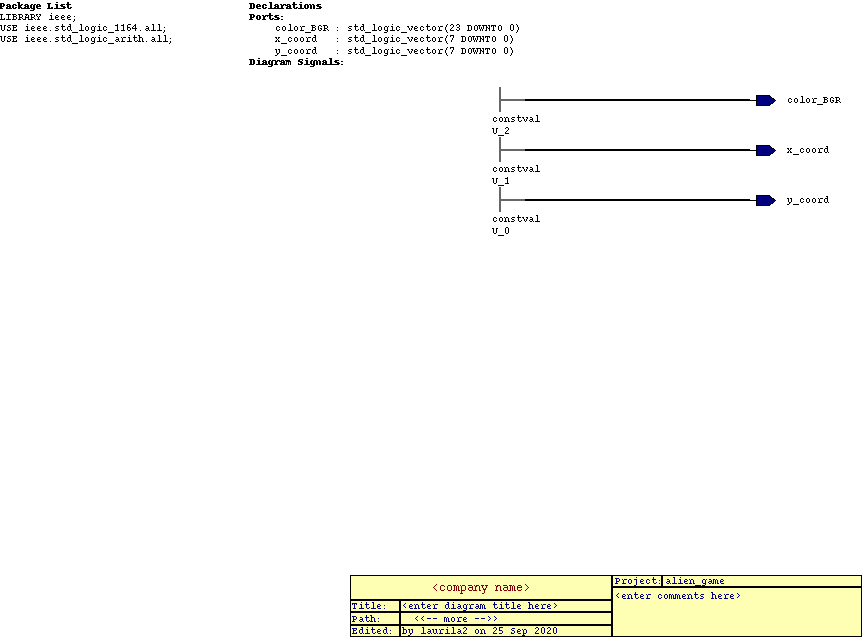 Package List
LIBRARY ieee;
USE ieee.std_logic_1164.all;
USE ieee.std_logic_arith.all;
Declarations
Ports:
color_BGR : std_logic_vector(23 DOWNTO 0)
x_coord : std_logic_vector(7 DOWNTO 0)
y_coord : std_logic_vector(7 DOWNTO 0)
Diagram Signals:
color_BGR
constval
U_2
x_coord
constval
U_1
y_coord
constval
U_0
<company name>
Title: <enter diagram title here>
Path: <<-- more -->>
Edited: by laurila2 on 25 Sep 2020
Project: alien_game
<enter comments here>